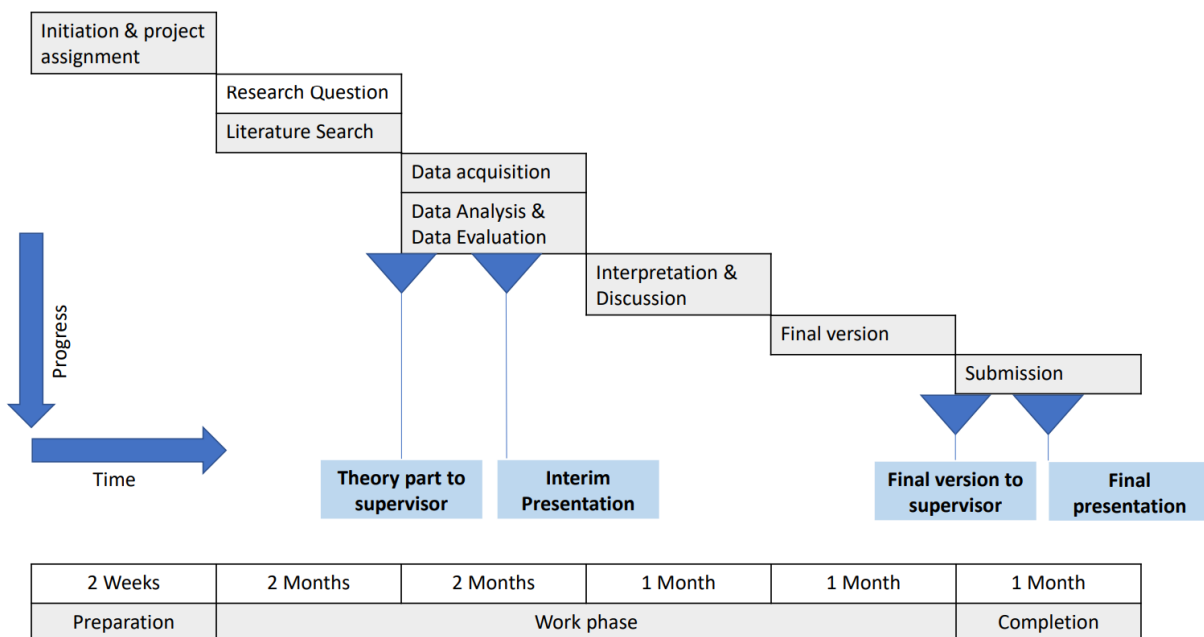 Initiation & project
assignment
Research Question
Literature Search
Data acquisition
Data Analysis &
Data Evaluation
Interpretation &
Discussion
Final version
Submission
Progress
Time
Theory part to
supervisor
Interim
Presentation
Final version to
supervisor
Final
presentation
2 Weeks
2 Months
2 Months
1 Month
1 Month
1 Month
Preparation
Work phase
Completion